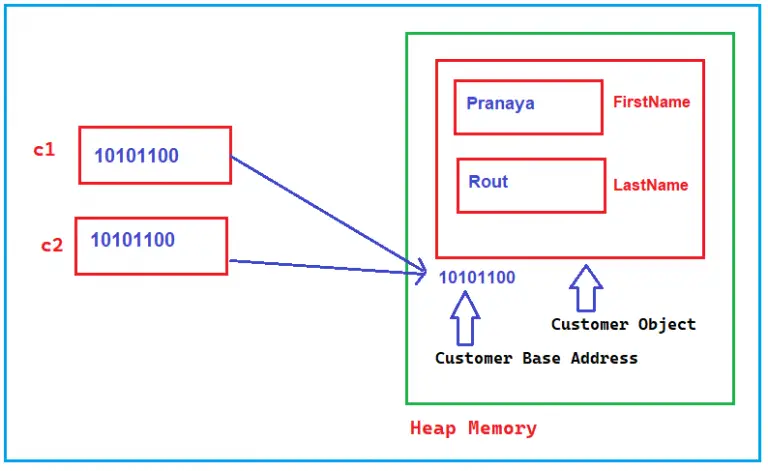 c1
10101100
c2
10101100
Pranaya
FirstName
Rout
LastName
10101100
Customer Object
Customer Base Address
Heap Memory